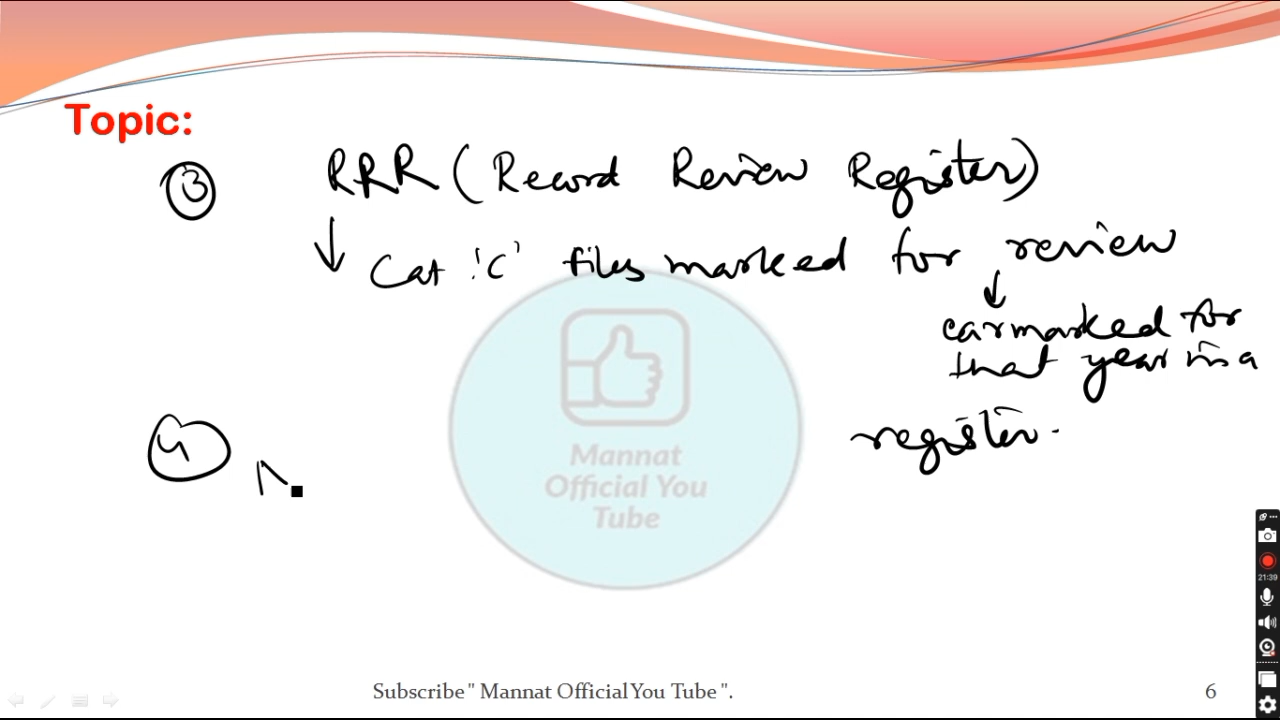 Topic:
3 RRR (Record Review Register)
↓ Cat 'C' files marked for review
↓
earmarked for
that year in a
register.
4
Mannat
Official You
Tube
21:39
Subscribe " Mannat Official You Tube ".
6